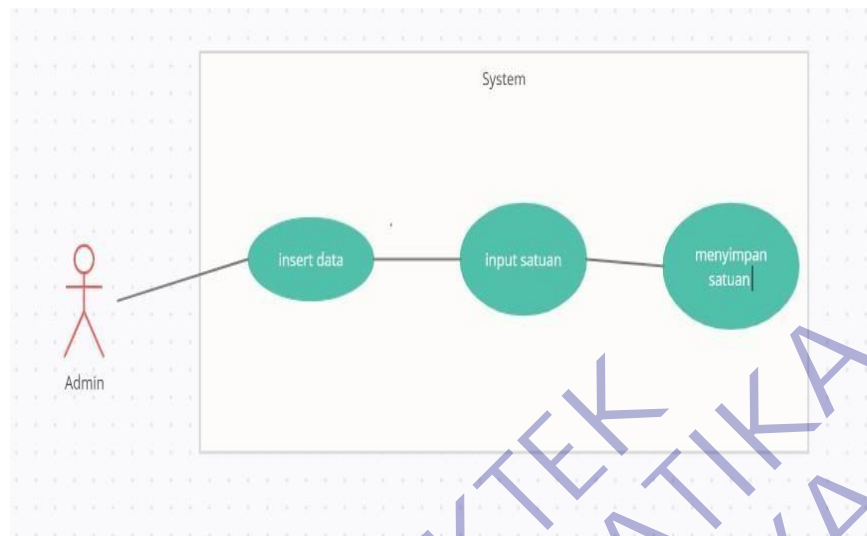 System
insert data
input satuan
menyimpan
satuan
Admin